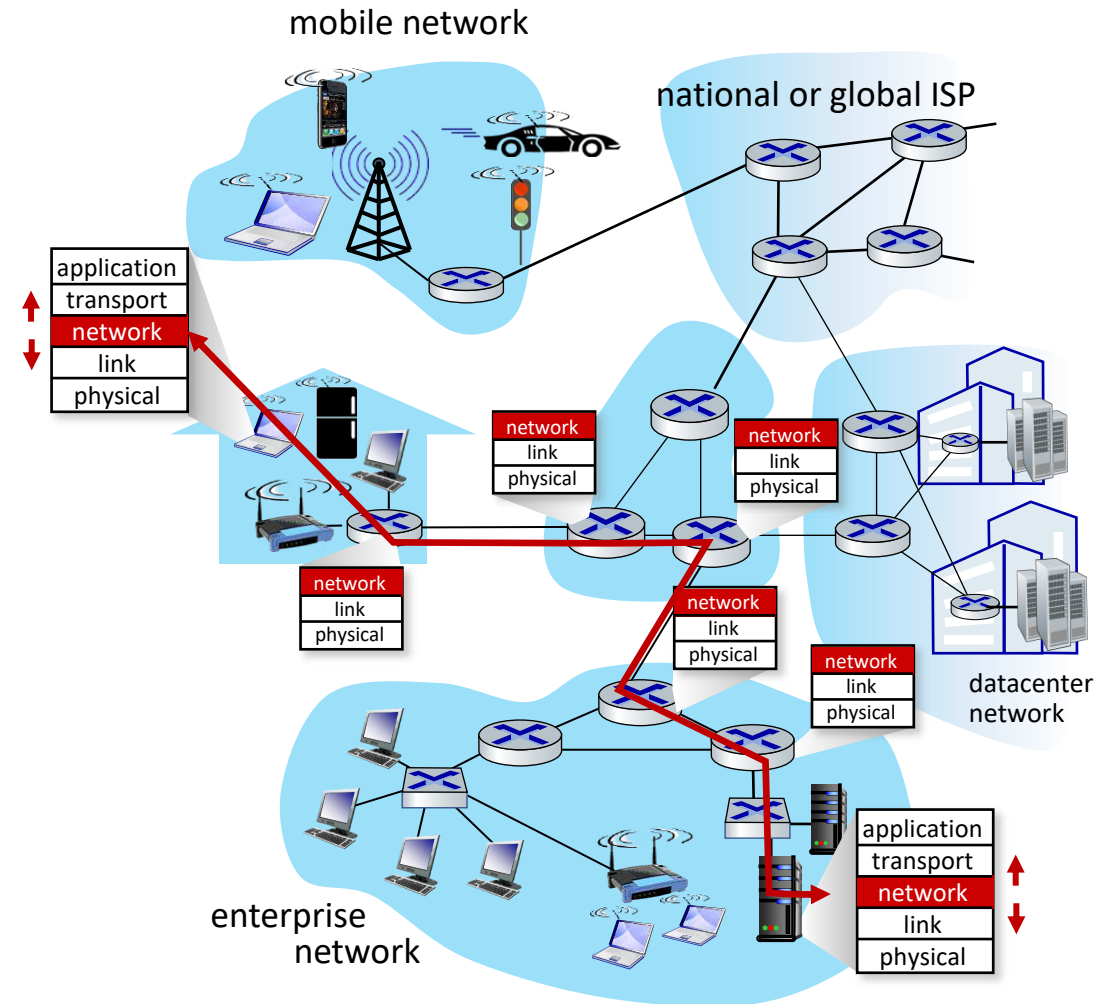 mobile network
national or global ISP
application
transport
network
link
physical
network
link
physical
network
link
physical
network
link
physical
network
link
physical
network
link
physical
datacenter
network
application
transport
network
link
physical
enterprise
network